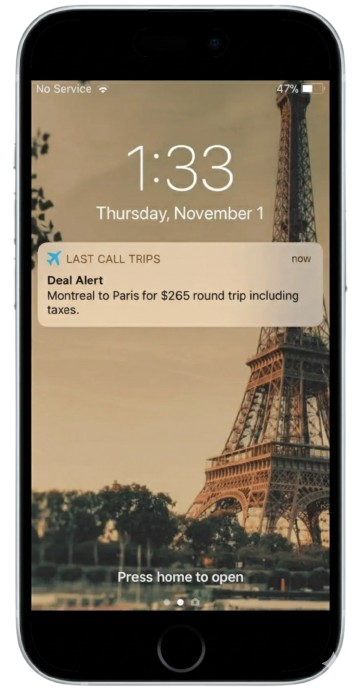 No Service 47%
1:33
Thursday, November 1
LAST CALL TRIPS now
Deal Alert
Montreal to Paris for $265 round trip including
taxes.
Press home to open